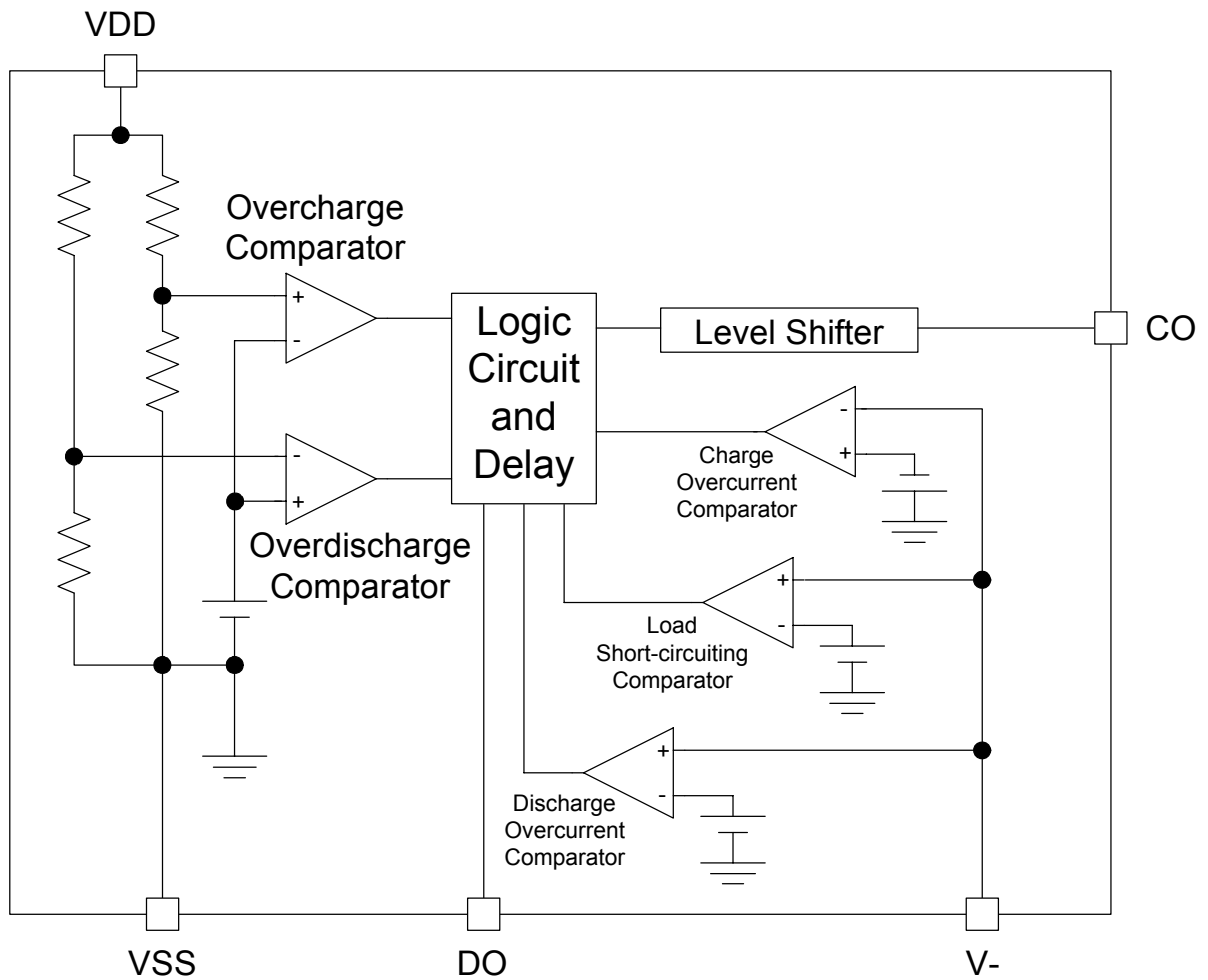 VDD
Overcharge
Comparator
+
-
Logic
Circuit
and
Delay
Level Shifter
CO
-
+
Charge
Overcurrent
Comparator
-
+
Overdischarge
Comparator
+
-
Load
Short-circuiting
Comparator
+
-
Discharge
Overcurrent
Comparator
VSS
DO
V-